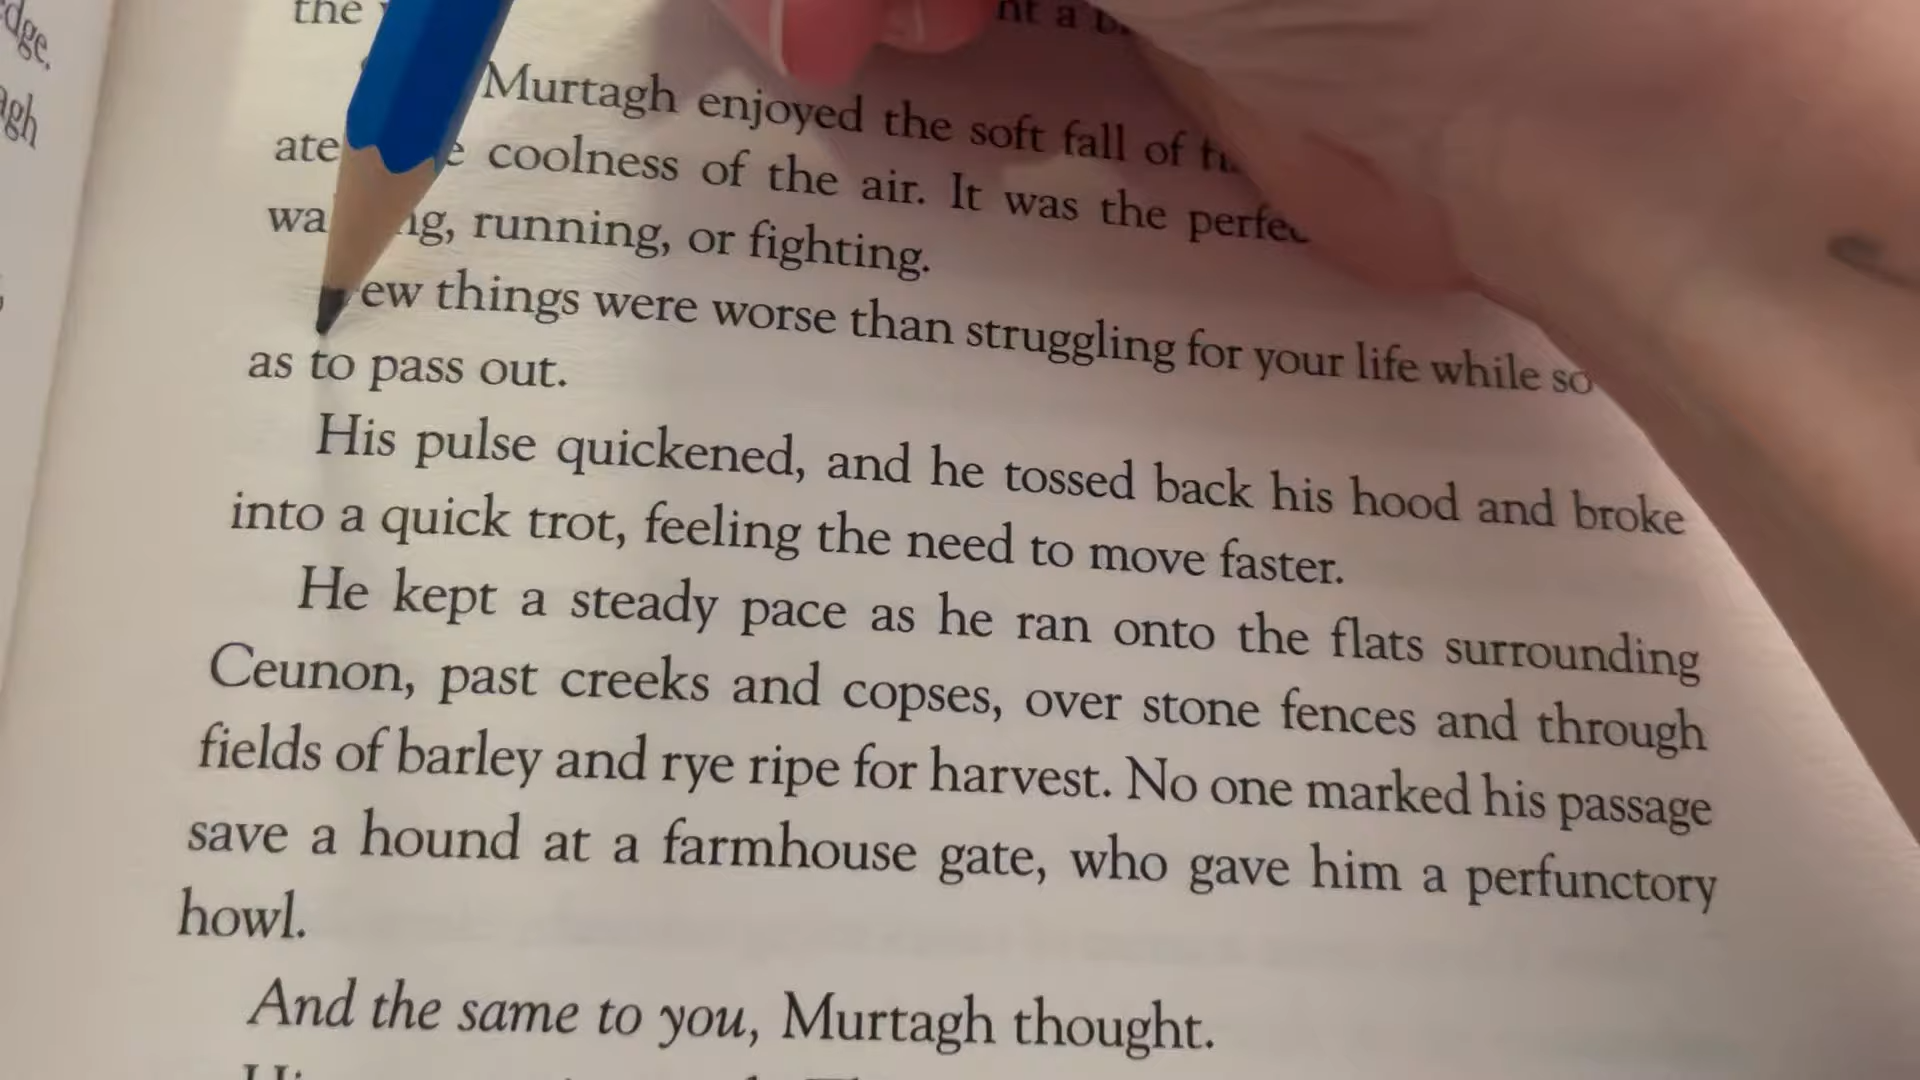 dge,
agh
the
Murtagh enjoyed the soft fall of
ate coolness of the air. It was the
running, or fighting.
things were worse than struggling for your life while so
as to pass out.
His pulse quickened, and he tossed back his hood and broke
into a quick trot, feeling the need to move faster.
He kept a steady pace as he ran onto the flats surrounding
Ceunon, past creeks and copses, over stone fences and through
fields of barley and rye ripe for harvest. No one marked his passage
save a hound at a farmhouse gate, who gave him a perfunctory
howl.
And the same to you, Murtagh thought.